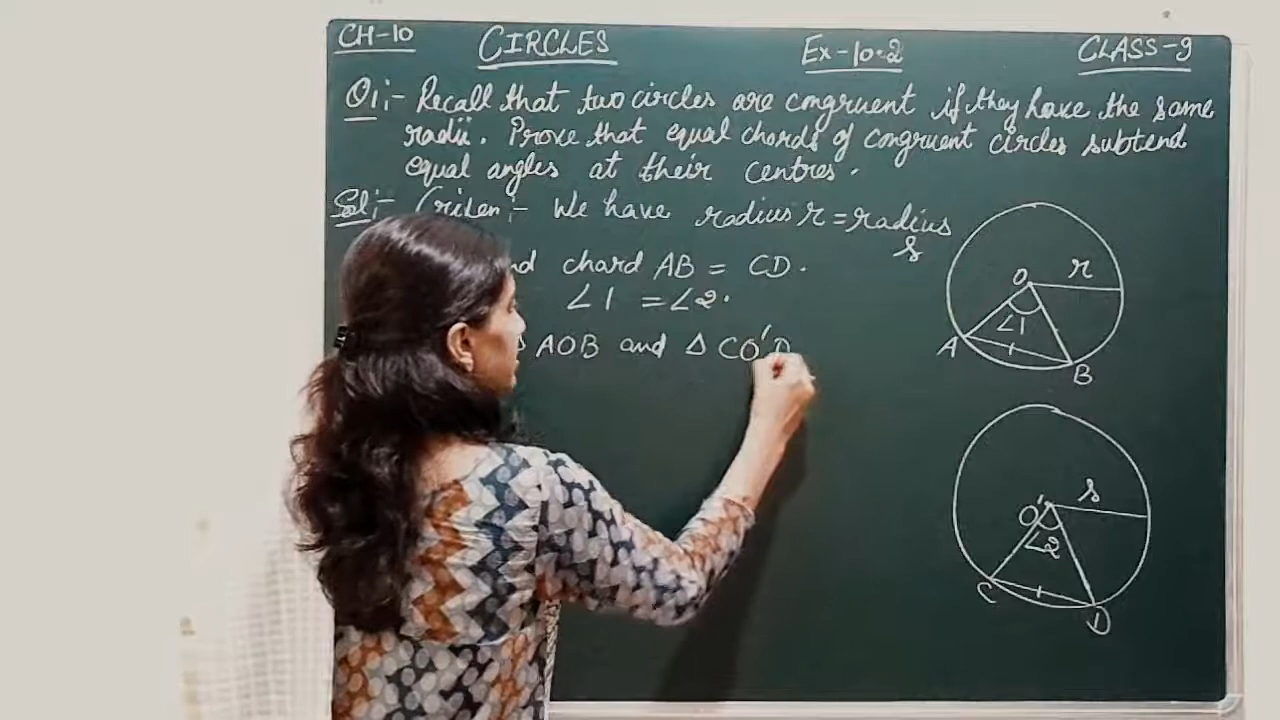 CH-10 CIRCLES Ex-10.2 CLASS-9
Q1:- Recall that two circles are congruent if they have the same
radii. Prove that equal chords of congruent circles subtend
equal angles at their centres.
Sol:- Given:- We have radius r = radius
s
nd chord AB = CD.
∠1 = ∠2.
Δ AOB and Δ CO'D
O r
∠1
A
B
O' s
∠2
C
D